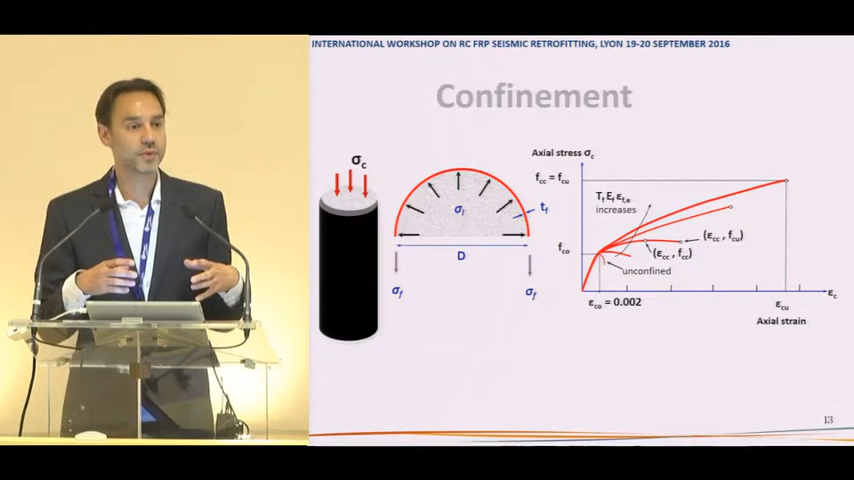 INTERNATIONAL WORKSHOP ON RC FRP SEISMIC RETROFITTING, LYON 19-20 SEPTEMBER 2016
Confinement
σc
σl
tf
D
σf
σf
Axial stress σc
fcc = fcu
Tf Ef εf,o
increases
(εcc , fcu)
fco
(εcc , fcc)
unconfined
εco = 0.002
εcu
εc
Axial strain
13